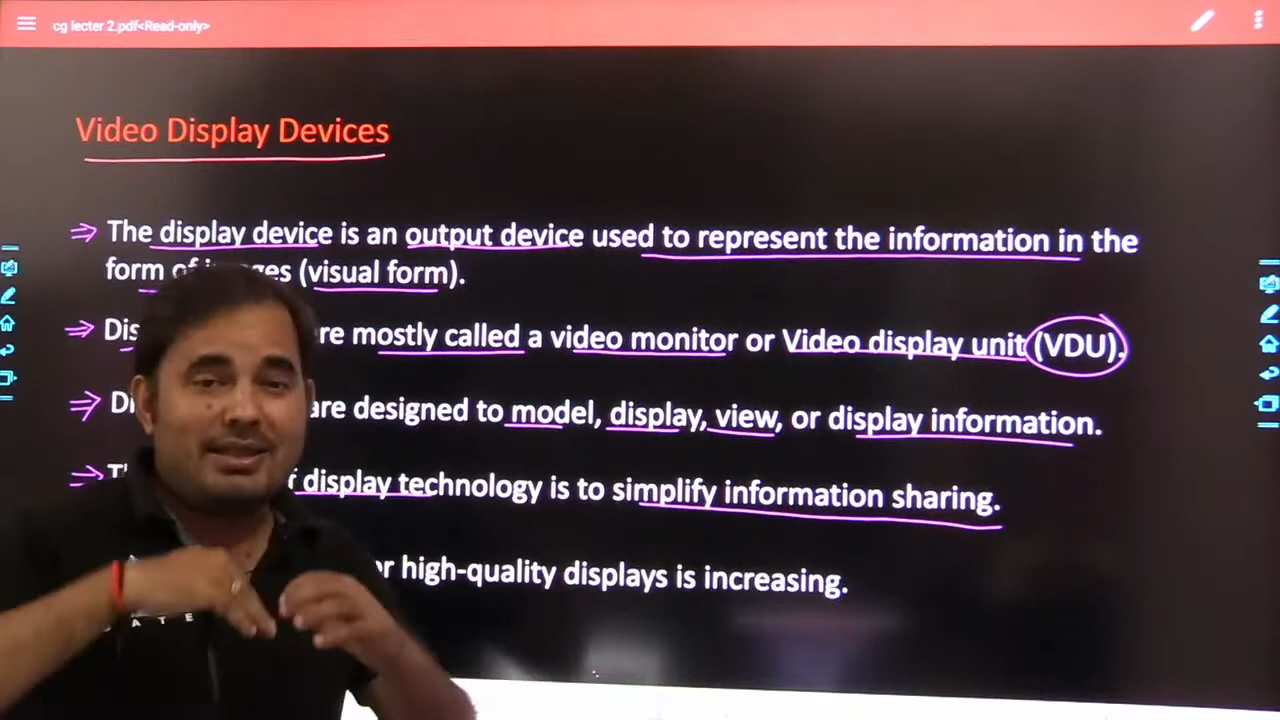 cg lecter 2.pdf<Read-only>
Video Display Devices
The display device is an output device used to represent the information in the
form of (visual form).
mostly called a video monitor or Video display unit (VDU).
are designed to model, display, view, or display information.
display technology is to simplify information sharing.
high-quality displays is increasing.
A T E